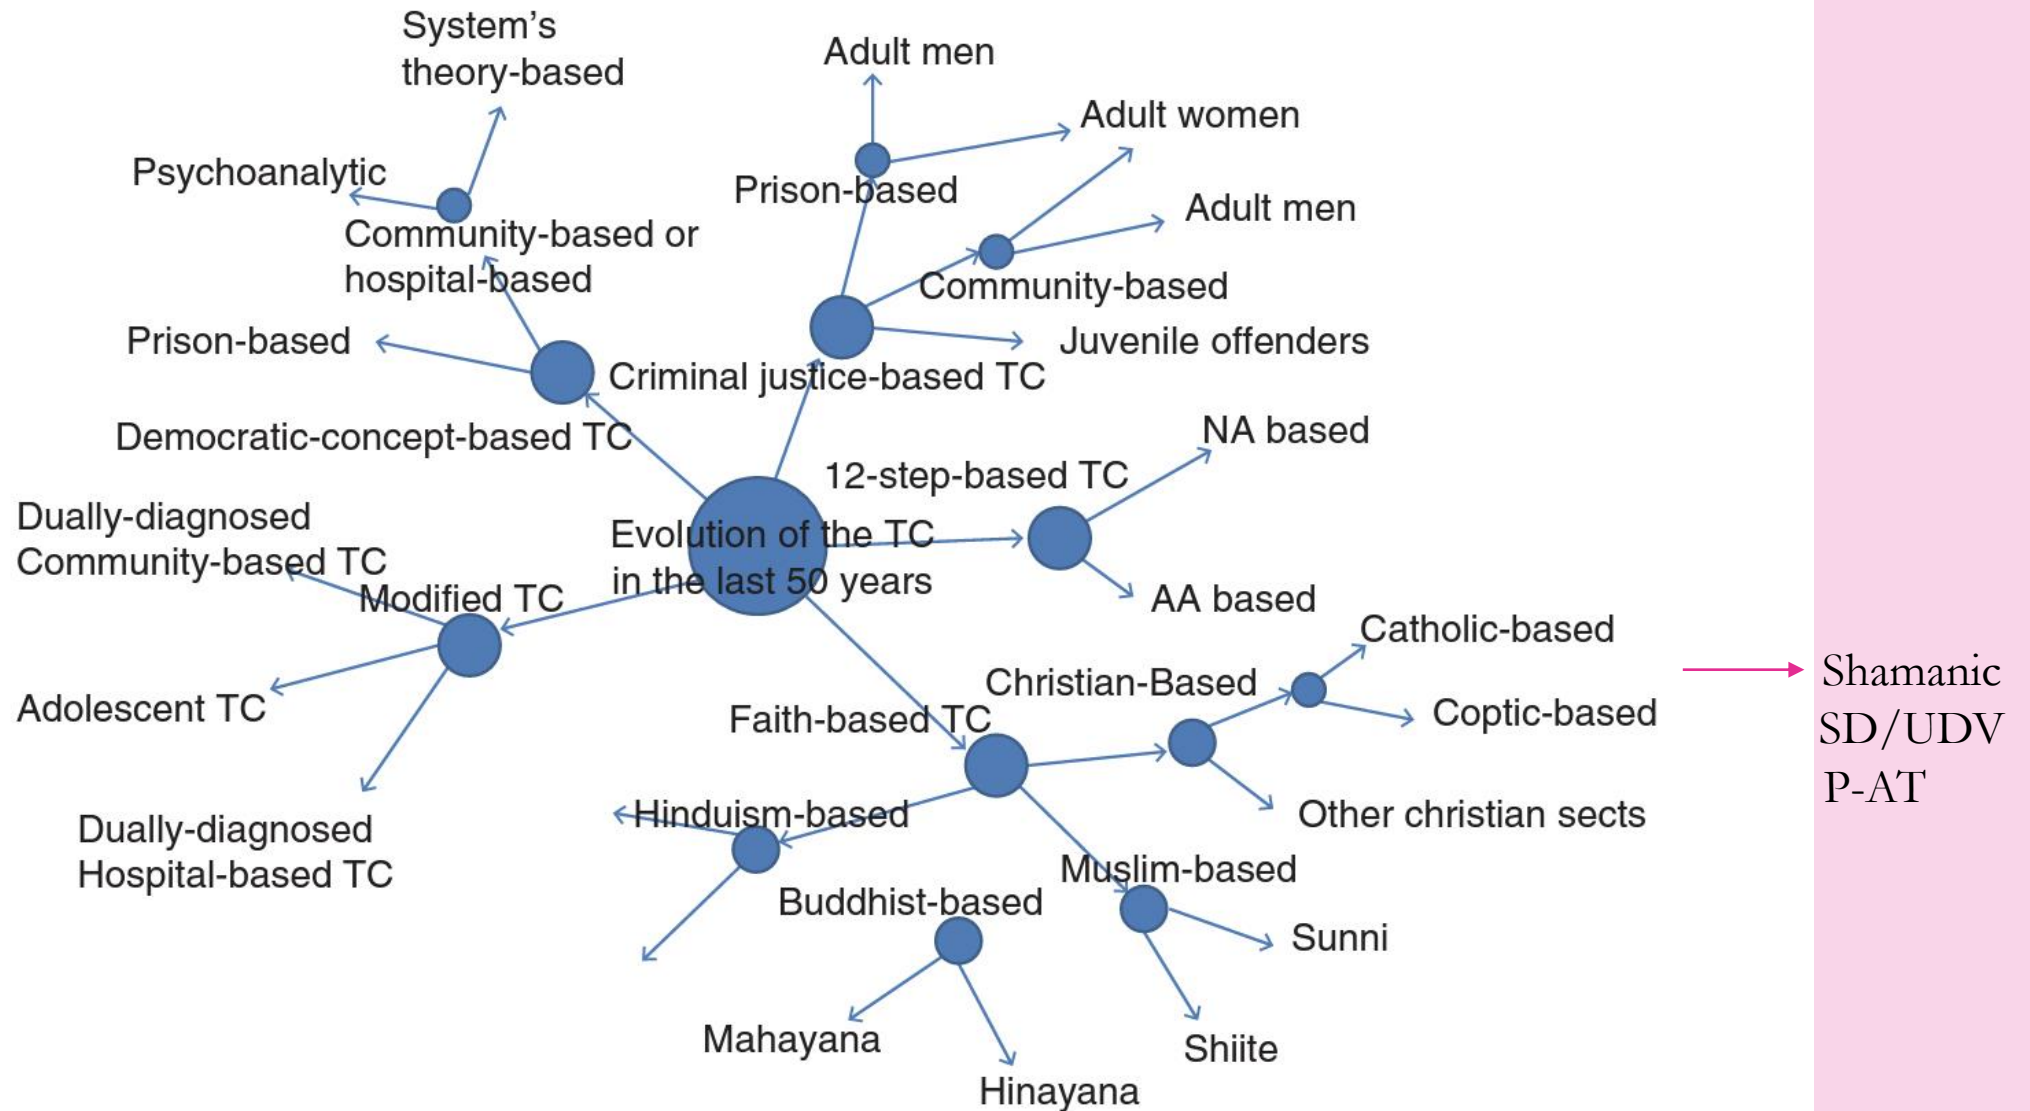 System’s
theory-based
Psychoanalytic
Community-based or
hospital-based
Prison-based
Democratic-concept-based TC
Adult men
Adult women
Prison-based
Adult men
Community-based
Juvenile offenders
Criminal justice-based TC
NA based
12-step-based TC
AA based
Evolution of the TC
in the last 50 years
Dually-diagnosed
Community-based TC
Modified TC
Adolescent TC
Dually-diagnosed
Hospital-based TC
Catholic-based
Christian-Based
Coptic-based
Faith-based TC
Other christian sects
Hinduism-based
Muslim-based
Buddhist-based
Sunni
Shiite
Mahayana
Hinayana
Shamanic
SD/UDV
P-AT